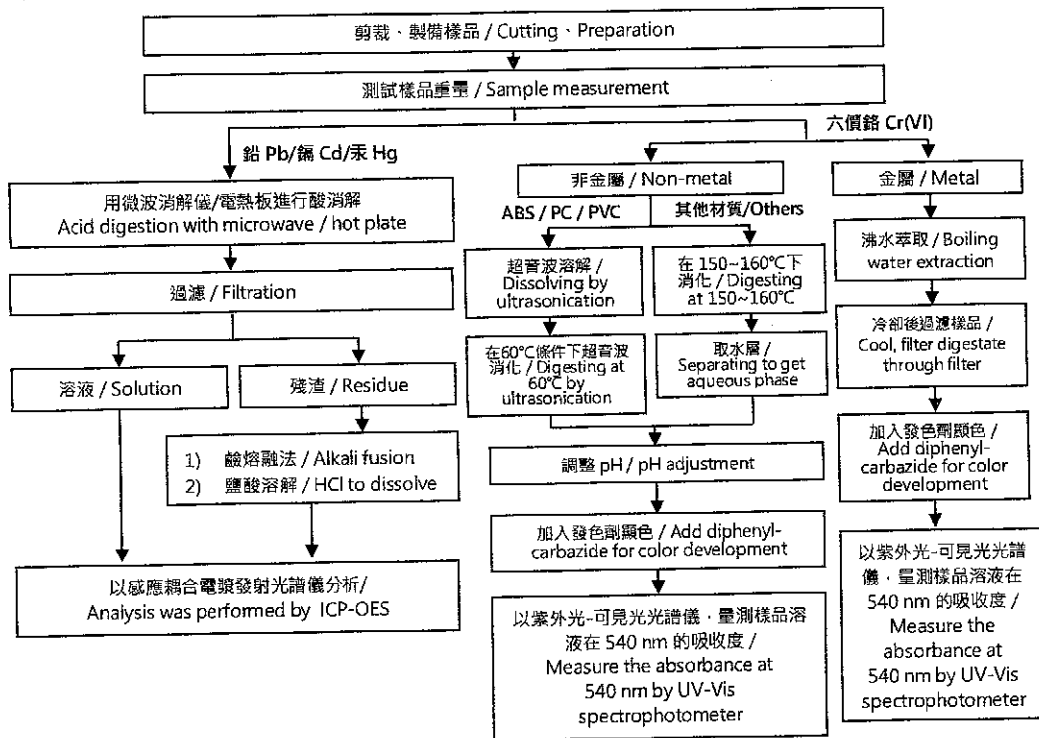 剪裁、製備樣品 / Cutting、Preparation
測試樣品重量 / Sample measurement
六價鉻 Cr(VI)
鉛 Pb/鎘 Cd/汞 Hg
用微波消解儀/電熱板進行酸消解
Acid digestion with microwave / hot plate
過濾 / Filtration
溶液 / Solution
殘渣 / Residue
1) 鹼熔融法 / Alkali fusion
2) 鹽酸溶解 / HCl to dissolve
以感應耦合電漿發射光譜儀分析/
Analysis was performed by ICP-OES
非金屬 / Non-metal
ABS / PC / PVC
其他材質/Others
超音波溶解 /
Dissolving by
ultrasonication
在 150~160°C下
消化 / Digesting
at 150~160°C
在60°C條件下超音波
消化 / Digesting at
60°C by
ultrasonication
取水層 /
Separating to get
aqueous phase
調整 pH / pH adjustment
加入發色劑顯色 / Add diphenyl-
carbazide for color development
以紫外光-可見光光譜儀，量測樣品溶
液在 540 nm 的吸收度 /
Measure the absorbance at
540 nm by UV-Vis
spectrophotometer
金屬 / Metal
沸水萃取 / Boiling
water extraction
冷卻後過濾樣品 /
Cool, filter digestate
through filter
加入發色劑顯色 /
Add diphenyl-
carbazide for color
development
以紫外光-可見光光譜
儀，量測樣品溶液在
540 nm 的吸收度 /
Measure the
absorbance at
540 nm by UV-Vis
spectrophotometer